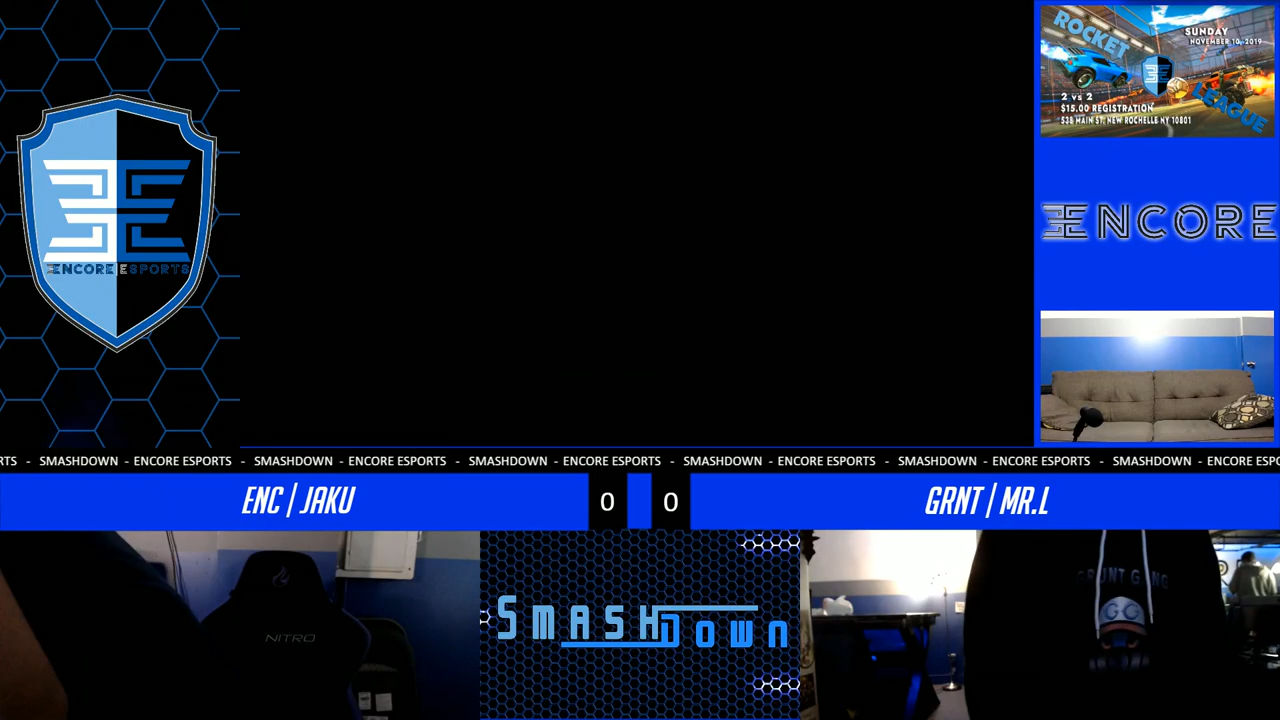 ROCKET
LEAGUE
SUNDAY
NOVEMBER 10, 2019
2 vs 2
$15.00 REGISTRATION
538 MAIN ST. NEW ROCHELLE NY 10801
ENCORE ESPORTS
ENCORE
RTS - SMASHDOWN - ENCORE ESPORTS - SMASHDOWN - ENCORE ESPORTS - SMASHDOWN - ENCORE ESPORTS - SMASHDOWN - ENCORE ESPORTS - SMASHDOWN - ENCORE ESPORTS - SMASHDOWN - ENCORE ESPO
ENC | JAKU
0
0
GRNT | MR.L
NITRO
SMASHDOWN
GRUNT GANG
GG